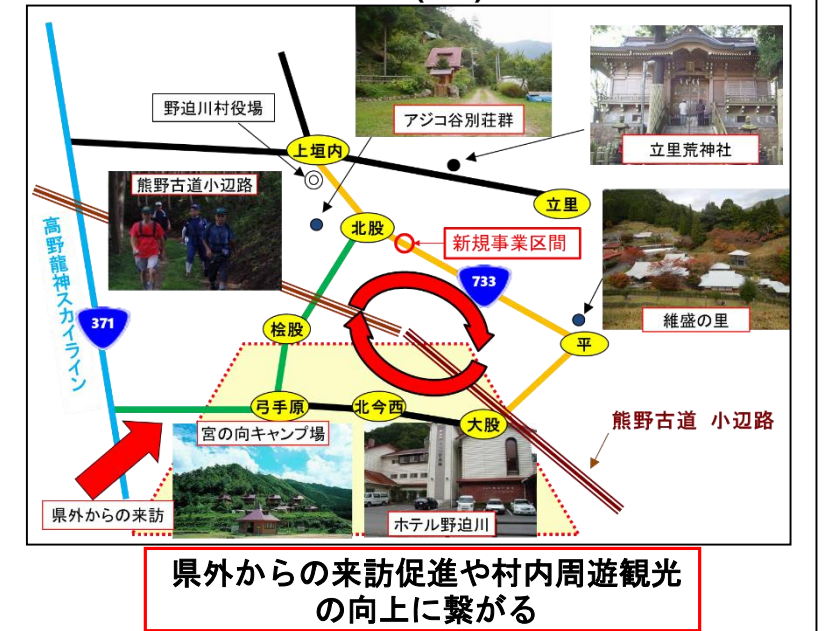 野迫川村役場
アジコ谷別荘群
立里荒神社
上垣内
熊野古道小辺路
立里
北股
新規事業区間
高野龍神スカイライン
733
371
維盛の里
桧股
平
弓手原
北今西
大股
宮の向キャンプ場
熊野古道 小辺路
県外からの来訪
ホテル野迫川
県外からの来訪促進や村内周遊観光
の向上に繋がる